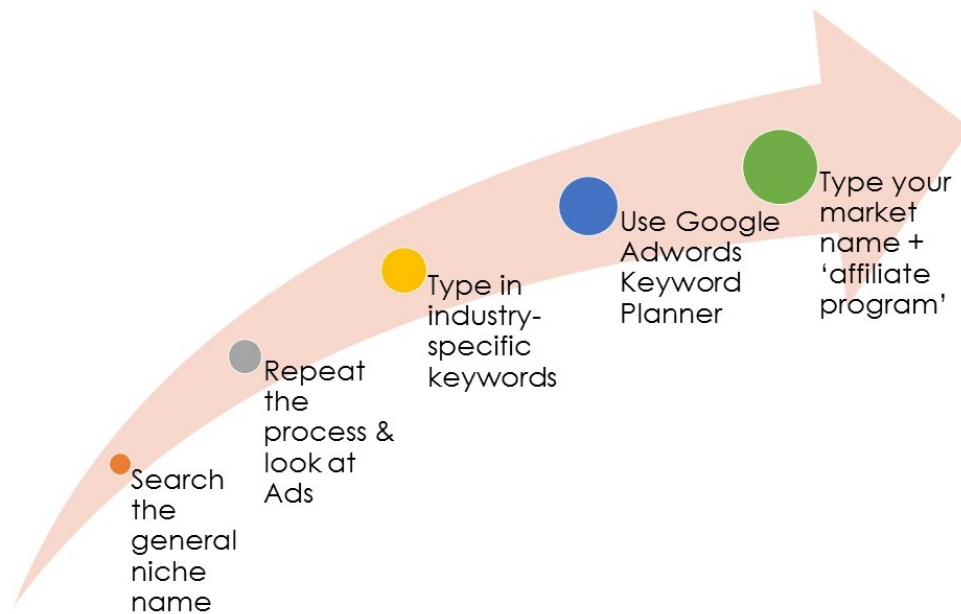 Search
the
general
niche
name
Repeat
the
process &
look at
Ads
Type in
industry-
specific
keywords
Use Google
Adwords
Keyword
Planner
Type your
market
name +
‘affiliate
program’